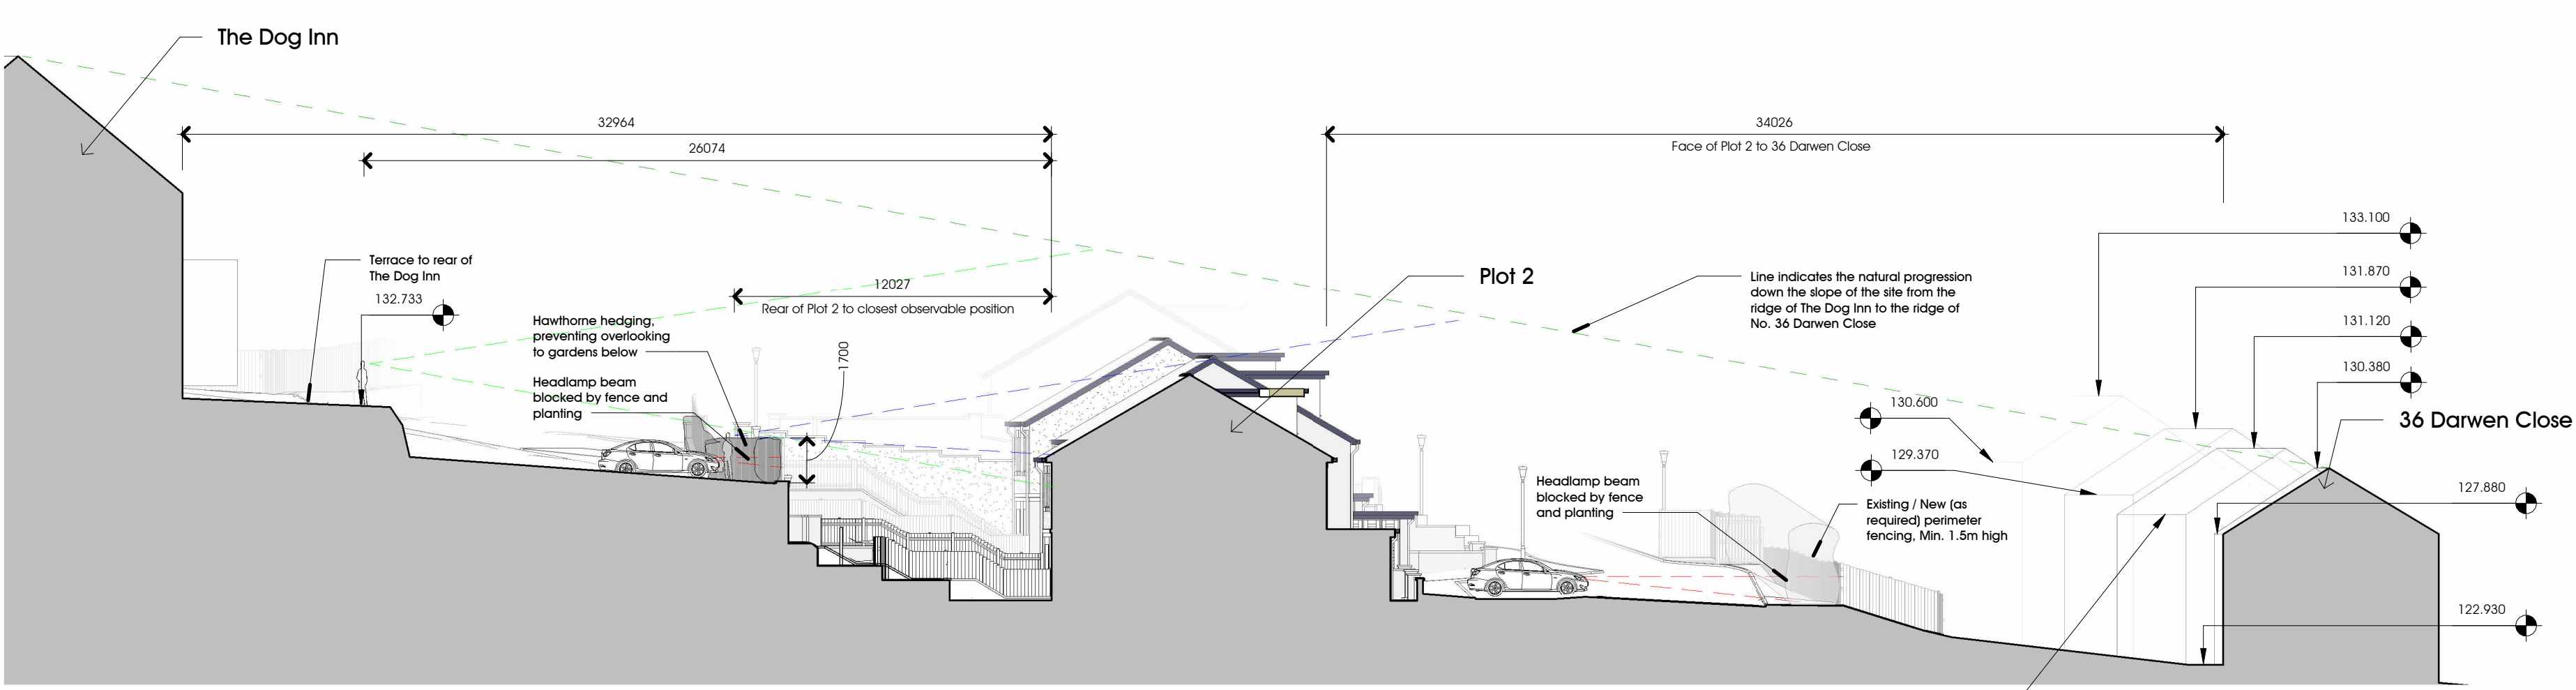 The Dog Inn
32964
34026
26074
Face of Plot 2 to 36 Darwen Close
133.100
Terrace to rear of
The Dog Inn
132.733
12027
Rear of Plot 2 to closest observable position
Plot 2
Line indicates the natural progression
down the slope of the site from the
ridge of The Dog Inn to the ridge of
No. 36 Darwen Close
131.870
Hawthorne hedging,
preventing overlooking
to gardens below
131.120
1700
130.380
Headlamp beam
blocked by fence and
planting
130.600
36 Darwen Close
129.370
Headlamp beam
blocked by fence
and planting
Existing / New (as
required) perimeter
fencing, Min. 1.5m high
127.880
122.930